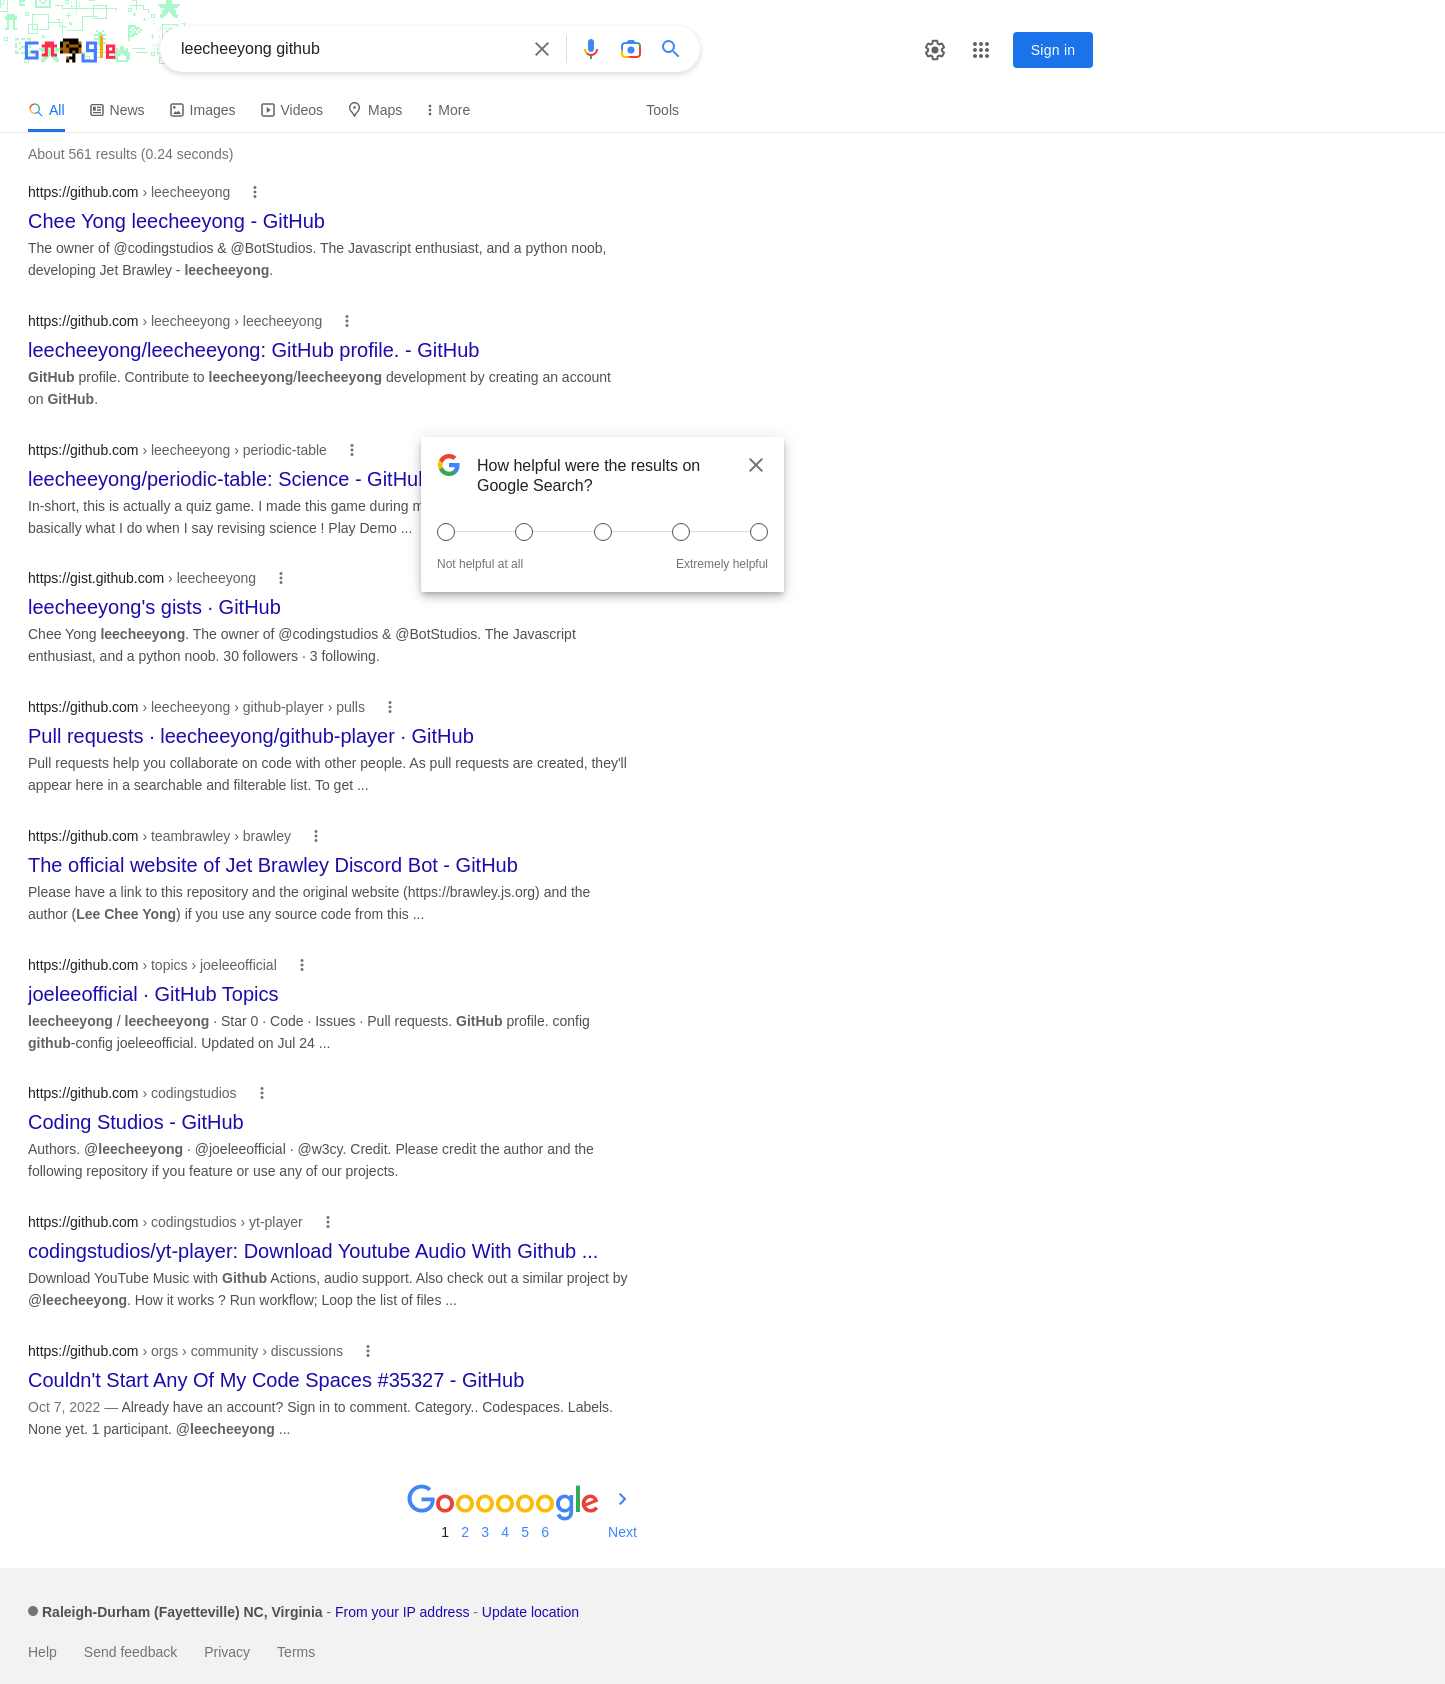 Google
leecheeyong github
Sign in
All News Images Videos Maps More Tools
About 561 results (0.24 seconds)
https://github.com › leecheeyong
Chee Yong leecheeyong - GitHub
The owner of @codingstudios & @BotStudios. The Javascript enthusiast, and a python noob,
developing Jet Brawley - leecheeyong.
https://github.com › leecheeyong › leecheeyong
leecheeyong/leecheeyong: GitHub profile. - GitHub
GitHub profile. Contribute to leecheeyong/leecheeyong development by creating an account
on GitHub.
https://github.com › leecheeyong › periodic-table
leecheeyong/periodic-table: Science -
In-short, this is actually a quiz game. I made this game during
basically what I do when I say revising science ! Play Demo ...
How helpful were the results on
Google Search?
Not helpful at all Extremely helpful
https://gist.github.com › leecheeyong
leecheeyong's gists · GitHub
Chee Yong leecheeyong. The owner of @codingstudios & @BotStudios. The Javascript
enthusiast, and a python noob. 30 followers · 3 following.
https://github.com › leecheeyong › github-player › pulls
Pull requests · leecheeyong/github-player · GitHub
Pull requests help you collaborate on code with other people. As pull requests are created, they'll
appear here in a searchable and filterable list. To get ...
https://github.com › teambrawley › brawley
The official website of Jet Brawley Discord Bot - GitHub
Please have a link to this repository and the original website (https://brawley.js.org) and the
author (Lee Chee Yong) if you use any source code from this ...
https://github.com › topics › joeleeofficial
joeleeofficial · GitHub Topics
leecheeyong / leecheeyong · Star 0 · Code · Issues · Pull requests. GitHub profile. config
github-config joeleeofficial. Updated on Jul 24 ...
https://github.com › codingstudios
Coding Studios - GitHub
Authors. @leecheeyong · @joeleeofficial · @w3cy. Credit. Please credit the author and the
following repository if you feature or use any of our projects.
https://github.com › codingstudios › yt-player
codingstudios/yt-player: Download Youtube Audio With Github ...
Download YouTube Music with Github Actions, audio support. Also check out a similar project by
@leecheeyong. How it works ? Run workflow; Loop the list of files ...
https://github.com › orgs › community › discussions
Couldn't Start Any Of My Code Spaces #35327 - GitHub
Oct 7, 2022 — Already have an account? Sign in to comment. Category.. Codespaces. Labels.
None yet. 1 participant. @leecheeyong ...
Goooooogle
1 2 3 4 5 6 Next
Raleigh-Durham (Fayetteville) NC, Virginia - From your IP address - Update location
Help Send feedback Privacy Terms